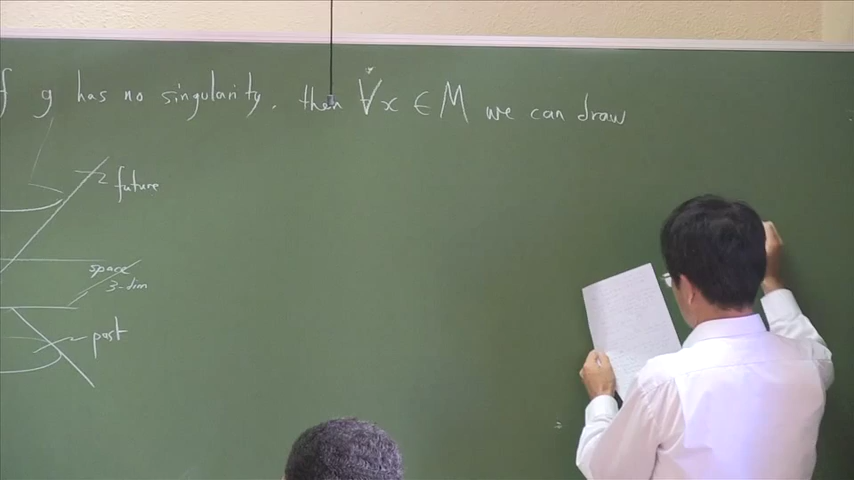 f g has no singularity, then ∀x ∈ M we can draw
future
space
3-dim
past